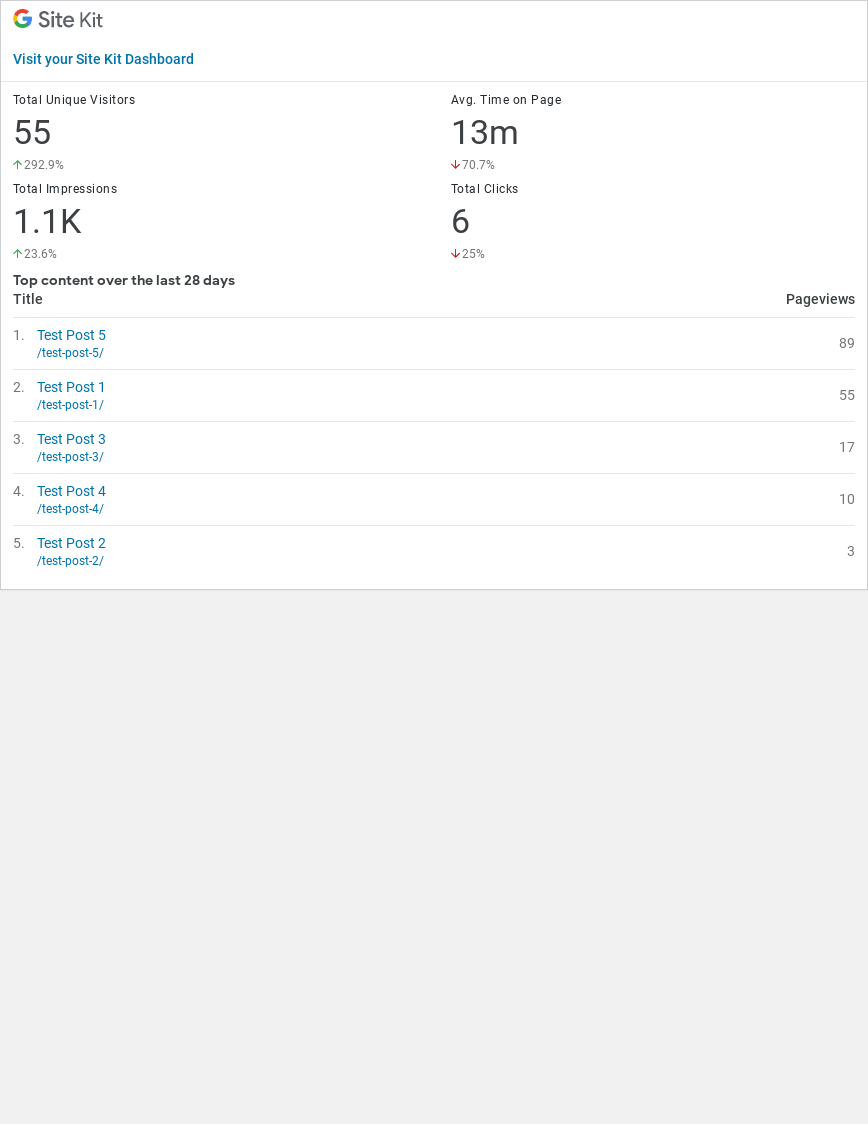 Site Kit
Visit your Site Kit Dashboard
Total Unique Visitors
55
292.9%
Avg. Time on Page
13m
70.7%
Total Impressions
1.1K
23.6%
Total Clicks
6
25%
Top content over the last 28 days
Title Pageviews
1. Test Post 5
/test-post-5/
89
2. Test Post 1
/test-post-1/
55
3. Test Post 3
/test-post-3/
17
4. Test Post 4
/test-post-4/
10
5. Test Post 2
/test-post-2/
3